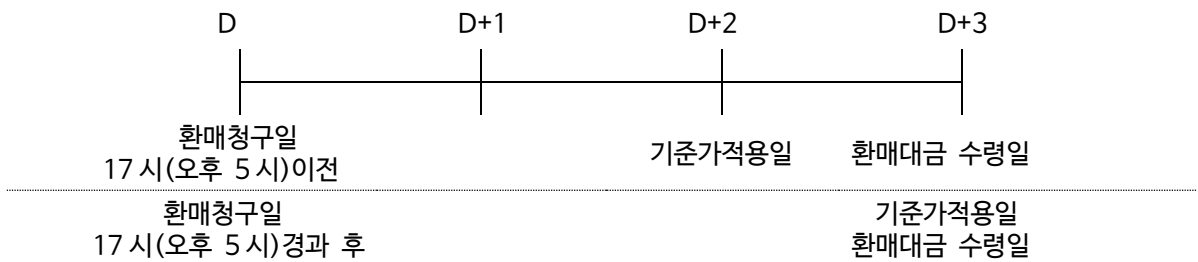 D D+1 D+2 D+3
환매청구일
17시(오후 5시)이전
기준가적용일 환매대금 수령일
환매청구일
17시(오후 5시)경과 후
기준가적용일
환매대금 수령일